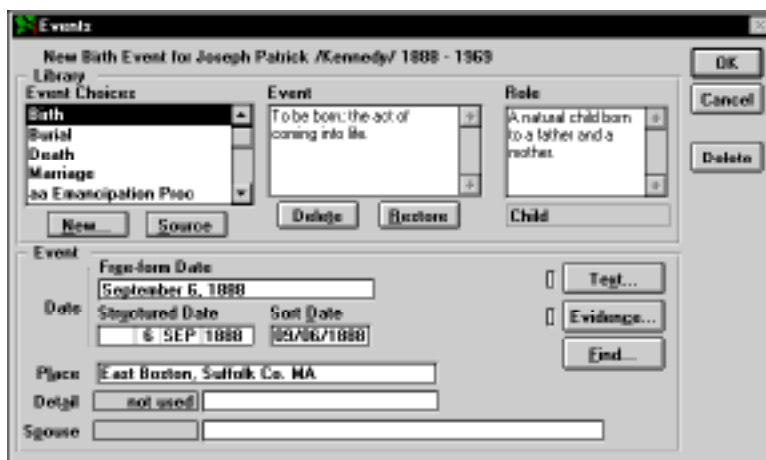 Events
New Birth Event for Joseph Patrick /Kennedy/ 1888 - 1969
OK
Cancel
Delete
Library
Event Choices
Birth
Burial
Death
Marriage
aa Emancipation Proc
New...
Source
Event
To be born; the act of
coming into life.
Delete
Restore
Role
A natural child born
to a father and a
mother.
Child
Event
Free-form Date
September 6, 1888
Date
Structured Date
Sort Date
6 SEP 1888
09/06/1888
Text...
Evidence...
Find...
Place
East Boston, Suffolk Co. MA
Detail
not used
Spouse